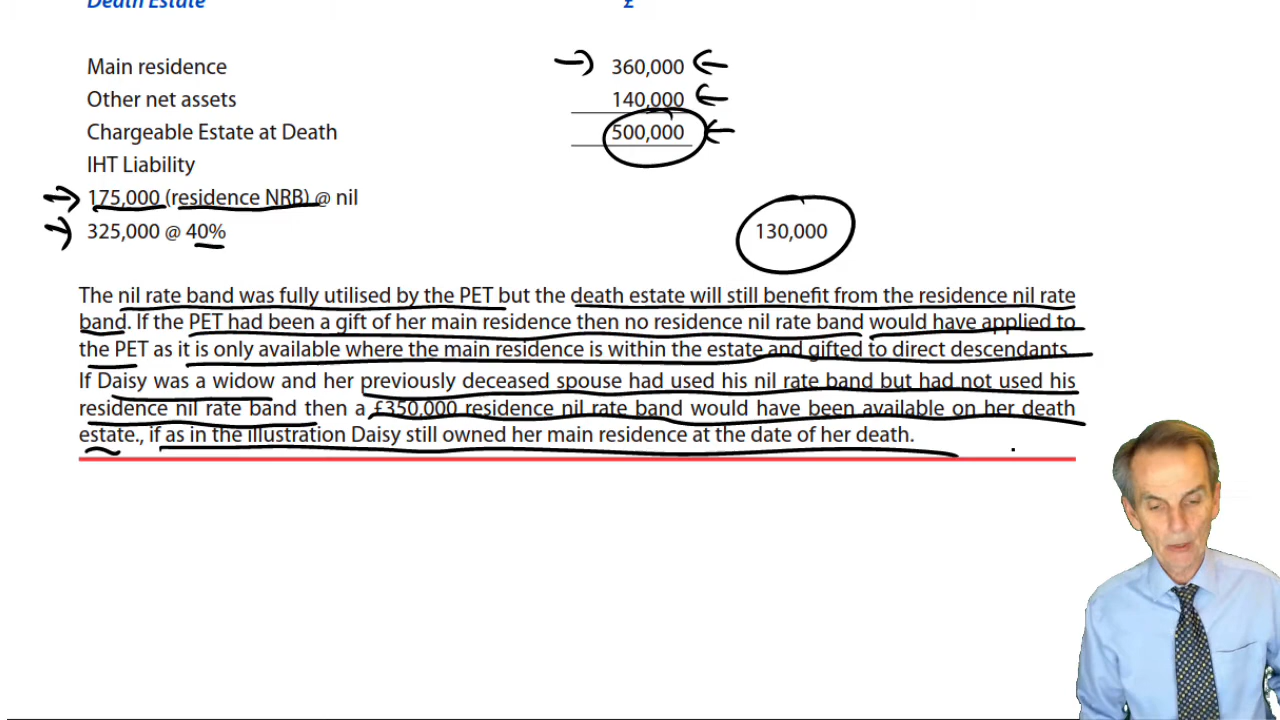 Death Estate £
Main residence 360,000
Other net assets 140,000
Chargeable Estate at Death 500,000
IHT Liability
175,000 (residence NRB) @ nil
325,000 @ 40% 130,000
The nil rate band was fully utilised by the PET but the death estate will still benefit from the residence nil rate
band. If the PET had been a gift of her main residence then no residence nil rate band would have applied to
the PET as it is only available where the main residence is within the estate and gifted to direct descendants.
If Daisy was a widow and her previously deceased spouse had used his nil rate band but had not used his
residence nil rate band then a £350,000 residence nil rate band would have been available on her death
estate., if as in the illustration Daisy still owned her main residence at the date of her death.